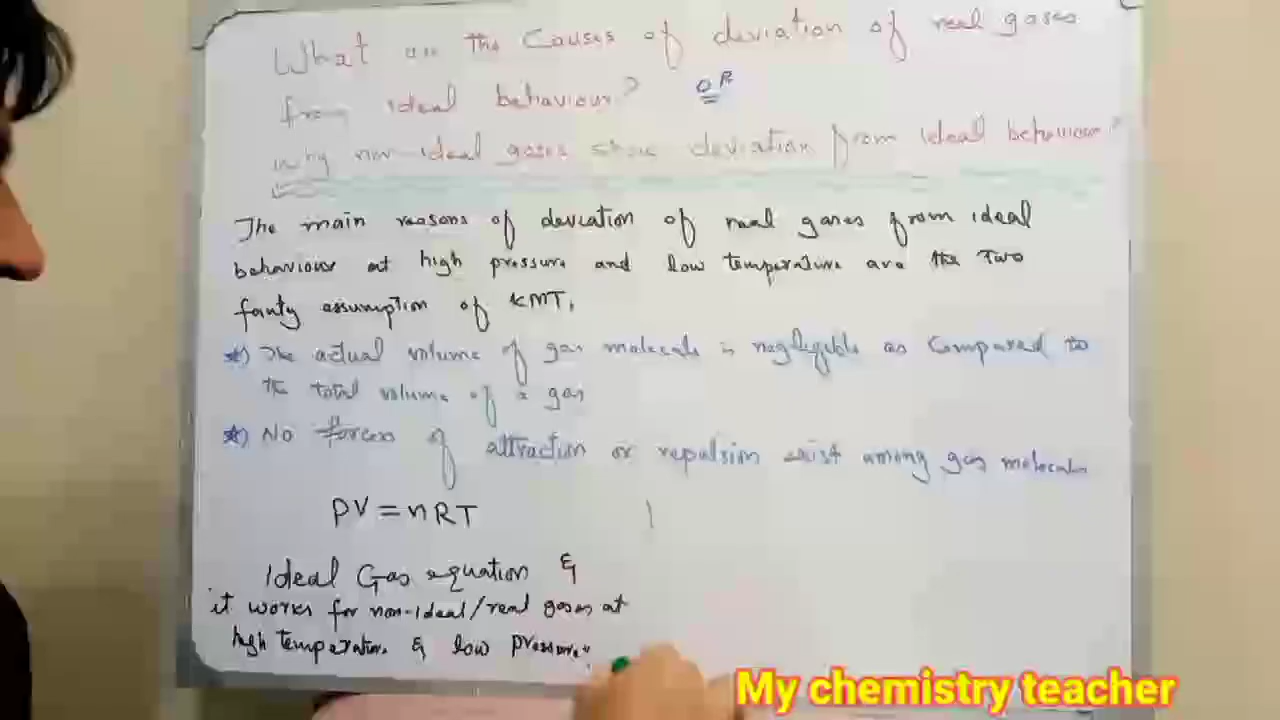 What are the Causes of deviation of real gases
from ideal behaviour? OR
why non-ideal gases show deviation from ideal behaviour?
The main reasons of deviation of real gases from ideal
behaviour at high pressure and low temperature are the Two
faulty assumption of KMT.
*) The actual volume of gas molecules is negligible as Compared to
the total volume of a gas
*) No forces of attraction or repulsion exist among gas molecules
PV = nRT
Ideal Gas equation &
it works for non-ideal/real gases at
high temperature & low pressure.
My chemistry teacher